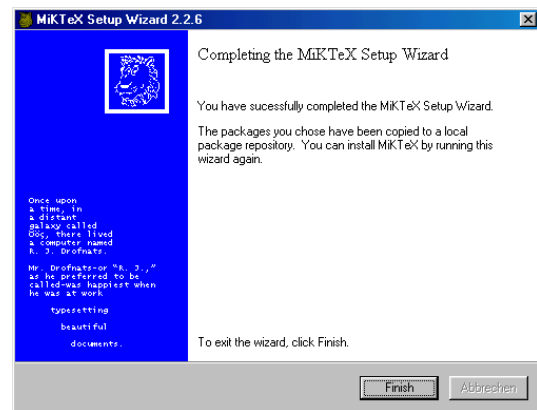 MiKTeX Setup Wizard 2.2.6
Completing the MiKTeX Setup Wizard
You have sucessfully completed the MiKTeX Setup Wizard.
The packages you chose have been copied to a local
package repository. You can install MiKTeX by running this
wizard again.
Once upon
a time, in
a distant
galaxy called
Ööç, there lived
a computer named
R. J. Drofnats.
Mr. Drofnats-or "R. J.,"
as he preferred to be
called-was happiest when
he was at work
typesetting
beautiful
documents.
To exit the wizard, click Finish.
Finish
Abbrechen